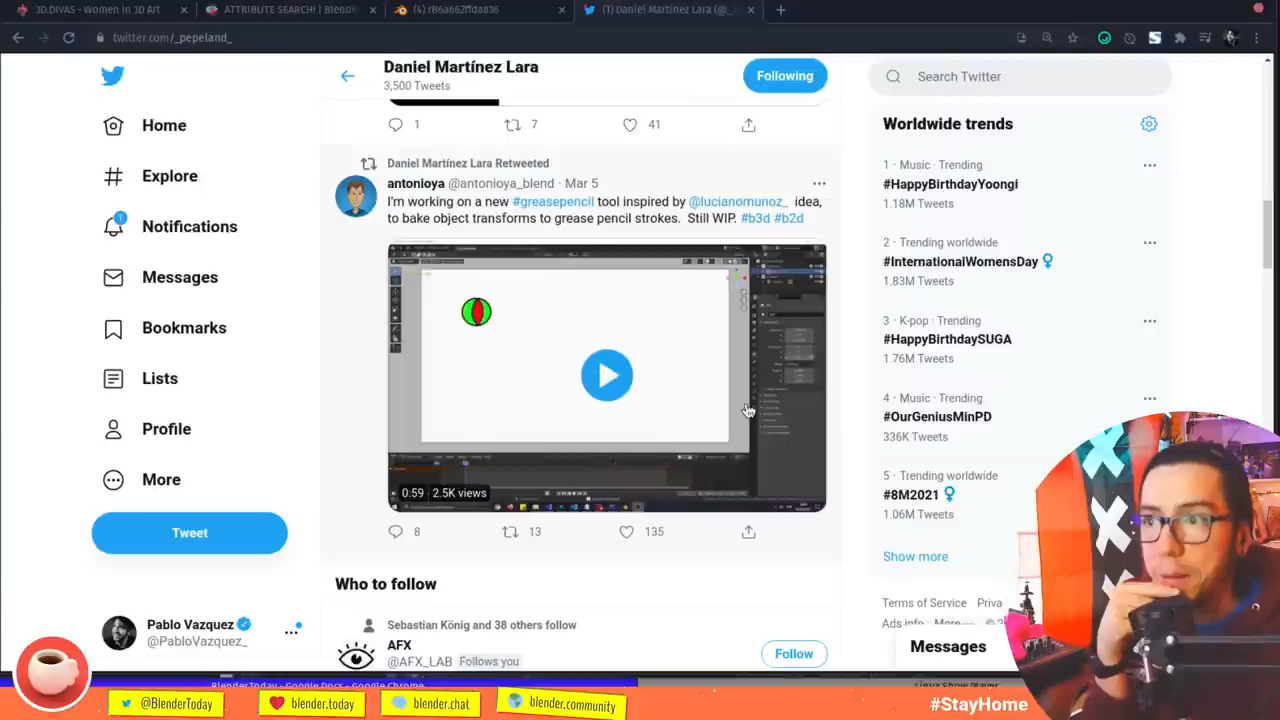 3D.DIVAS - Women in 3D Art
ATTRIBUTE SEARCH! | Blende
(4) rB6a662ffda836
(1) Daniel Martínez Lara (@_
twitter.com/_pepeland_
Daniel Martínez Lara
3,500 Tweets
Following
Search Twitter
Home
Explore
1
Notifications
Messages
Bookmarks
Lists
Profile
More
Tweet
Pablo Vazquez
@PabloVazquez_
1
7
41
Daniel Martínez Lara Retweeted
antonioya @antonioya_blend · Mar 5
I'm working on a new #greasepencil tool inspired by @lucianomunoz_ idea,
to bake object transforms to grease pencil strokes. Still WIP. #b3d #b2d
0:59 · 2.5K views
8
13
135
Who to follow
Sebastian König and 38 others follow
AFX
@AFX_LAB Follows you
Follow
Worldwide trends
1 · Music · Trending
#HappyBirthdayYoongi
1.18M Tweets
2 · Trending worldwide
#InternationalWomensDay
1.83M Tweets
3 · K-pop · Trending
#HappyBirthdaySUGA
1.76M Tweets
4 · Music · Trending
#OurGeniusMinPD
336K Tweets
5 · Trending worldwide
#8M2021
1.06M Tweets
Show more
Terms of Service Priva
Ads info More
Messages
BlenderToday - Google Docs - Google Chrome
@BlenderToday
blender.today
blender.chat
blender.community
#StayHome